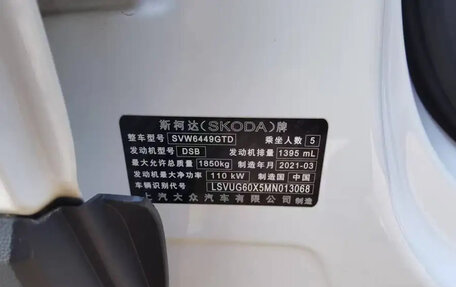 斯柯达(SKODA)牌
整车型号 SVW6449GTD 乘坐人数 5
发动机型号 DSB 发动机排量 1395 mL
最大允许总质量 1850kg 制造年月 2021-03
发动机最大净功率 110 kW 制造国 中国
车辆识别代号 LSVUG60X5MN013068
上汽大众汽车有限公司 制造